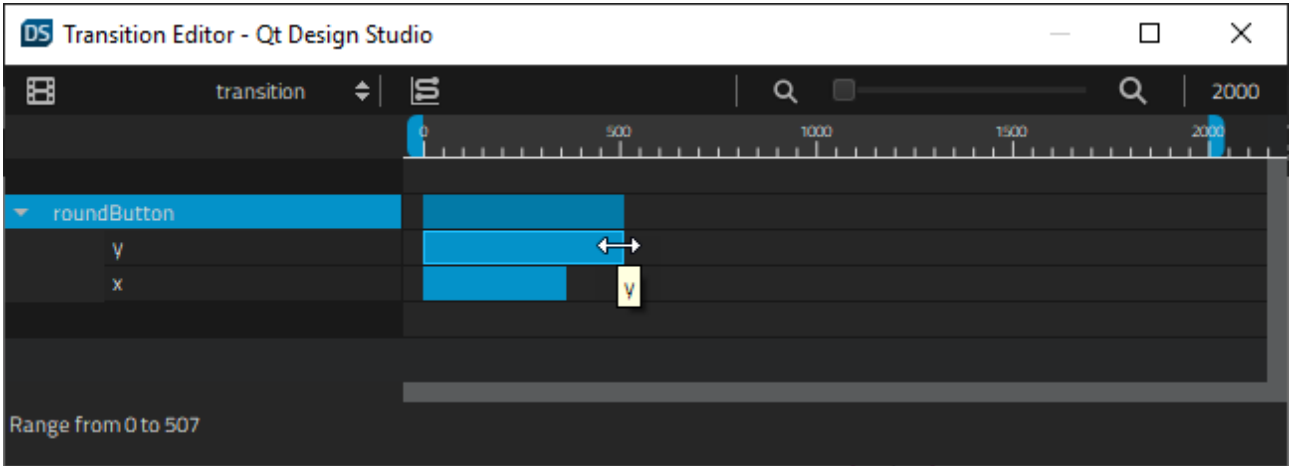 DS Transition Editor - Qt Design Studio
transition 2000
0 500 1000 1500 2000
roundButton
y
x
y
Range from 0 to 507